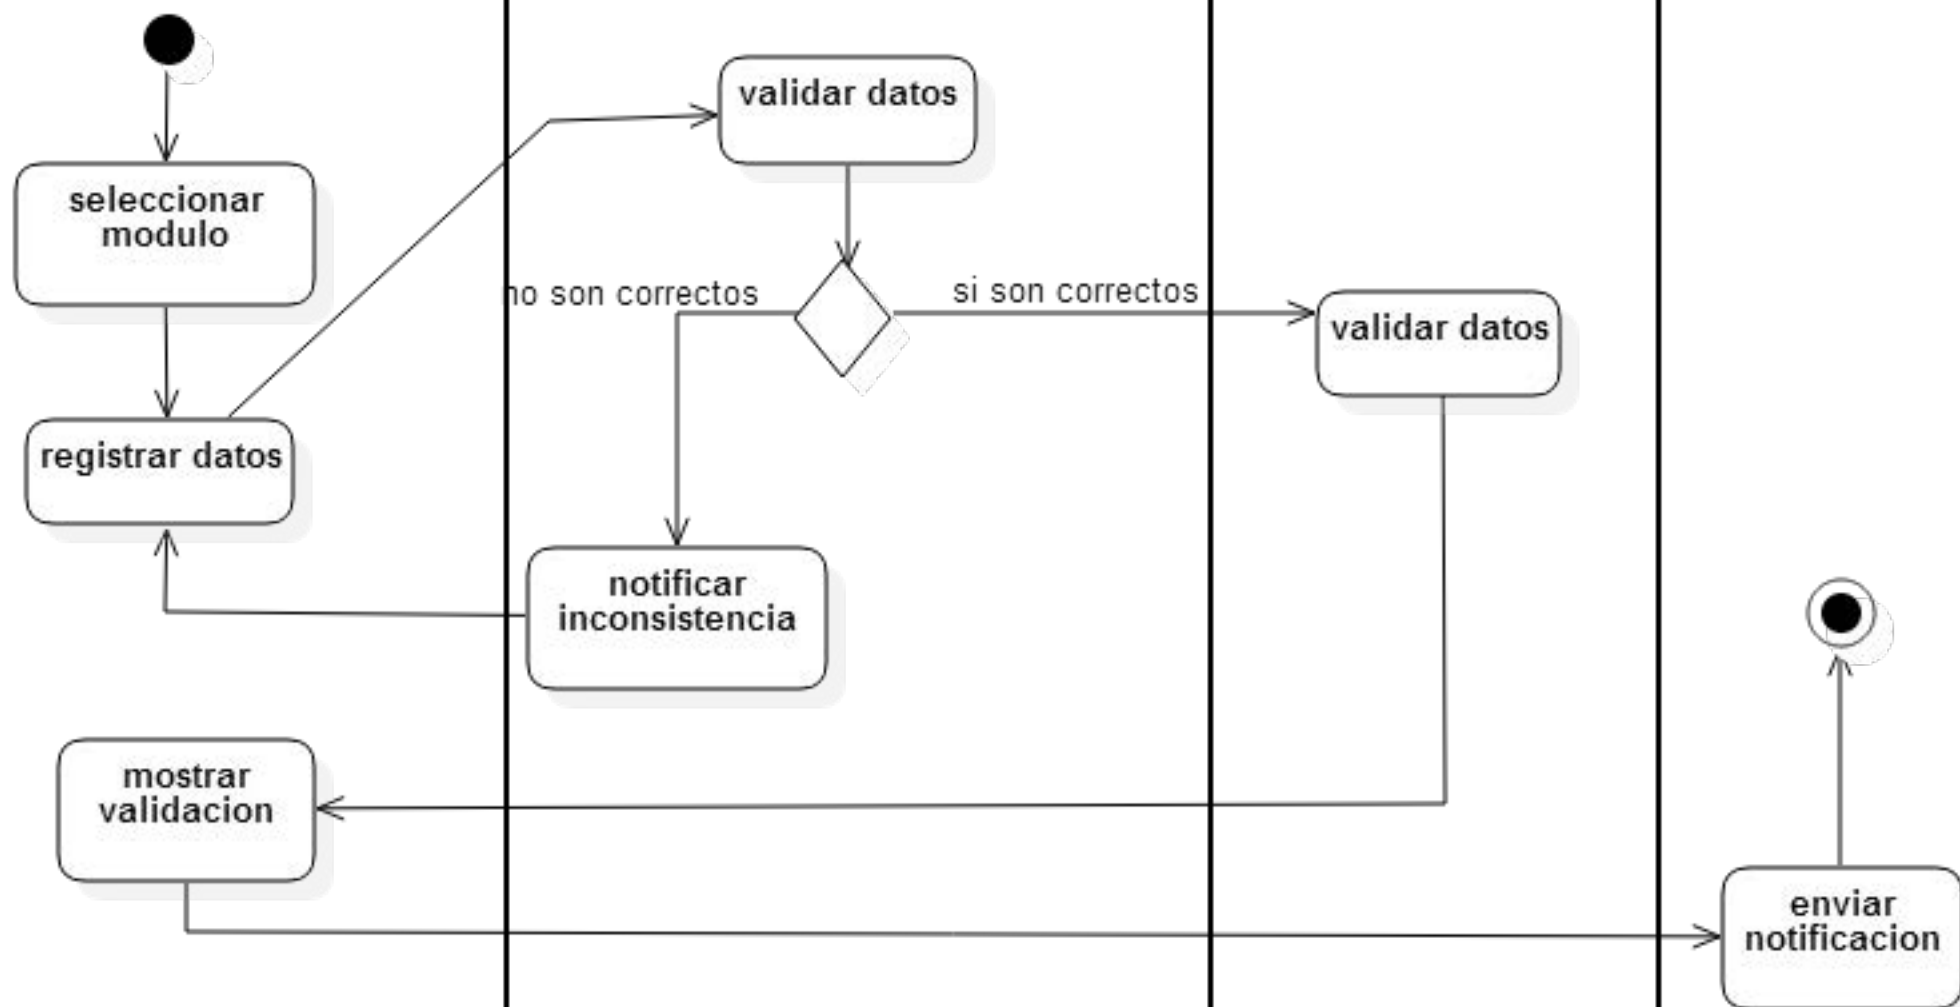 validar datos
seleccionar
modulo
no son correctos
si son correctos
validar datos
registrar datos
notificar
inconsistencia
mostrar
validacion
enviar
notificacion